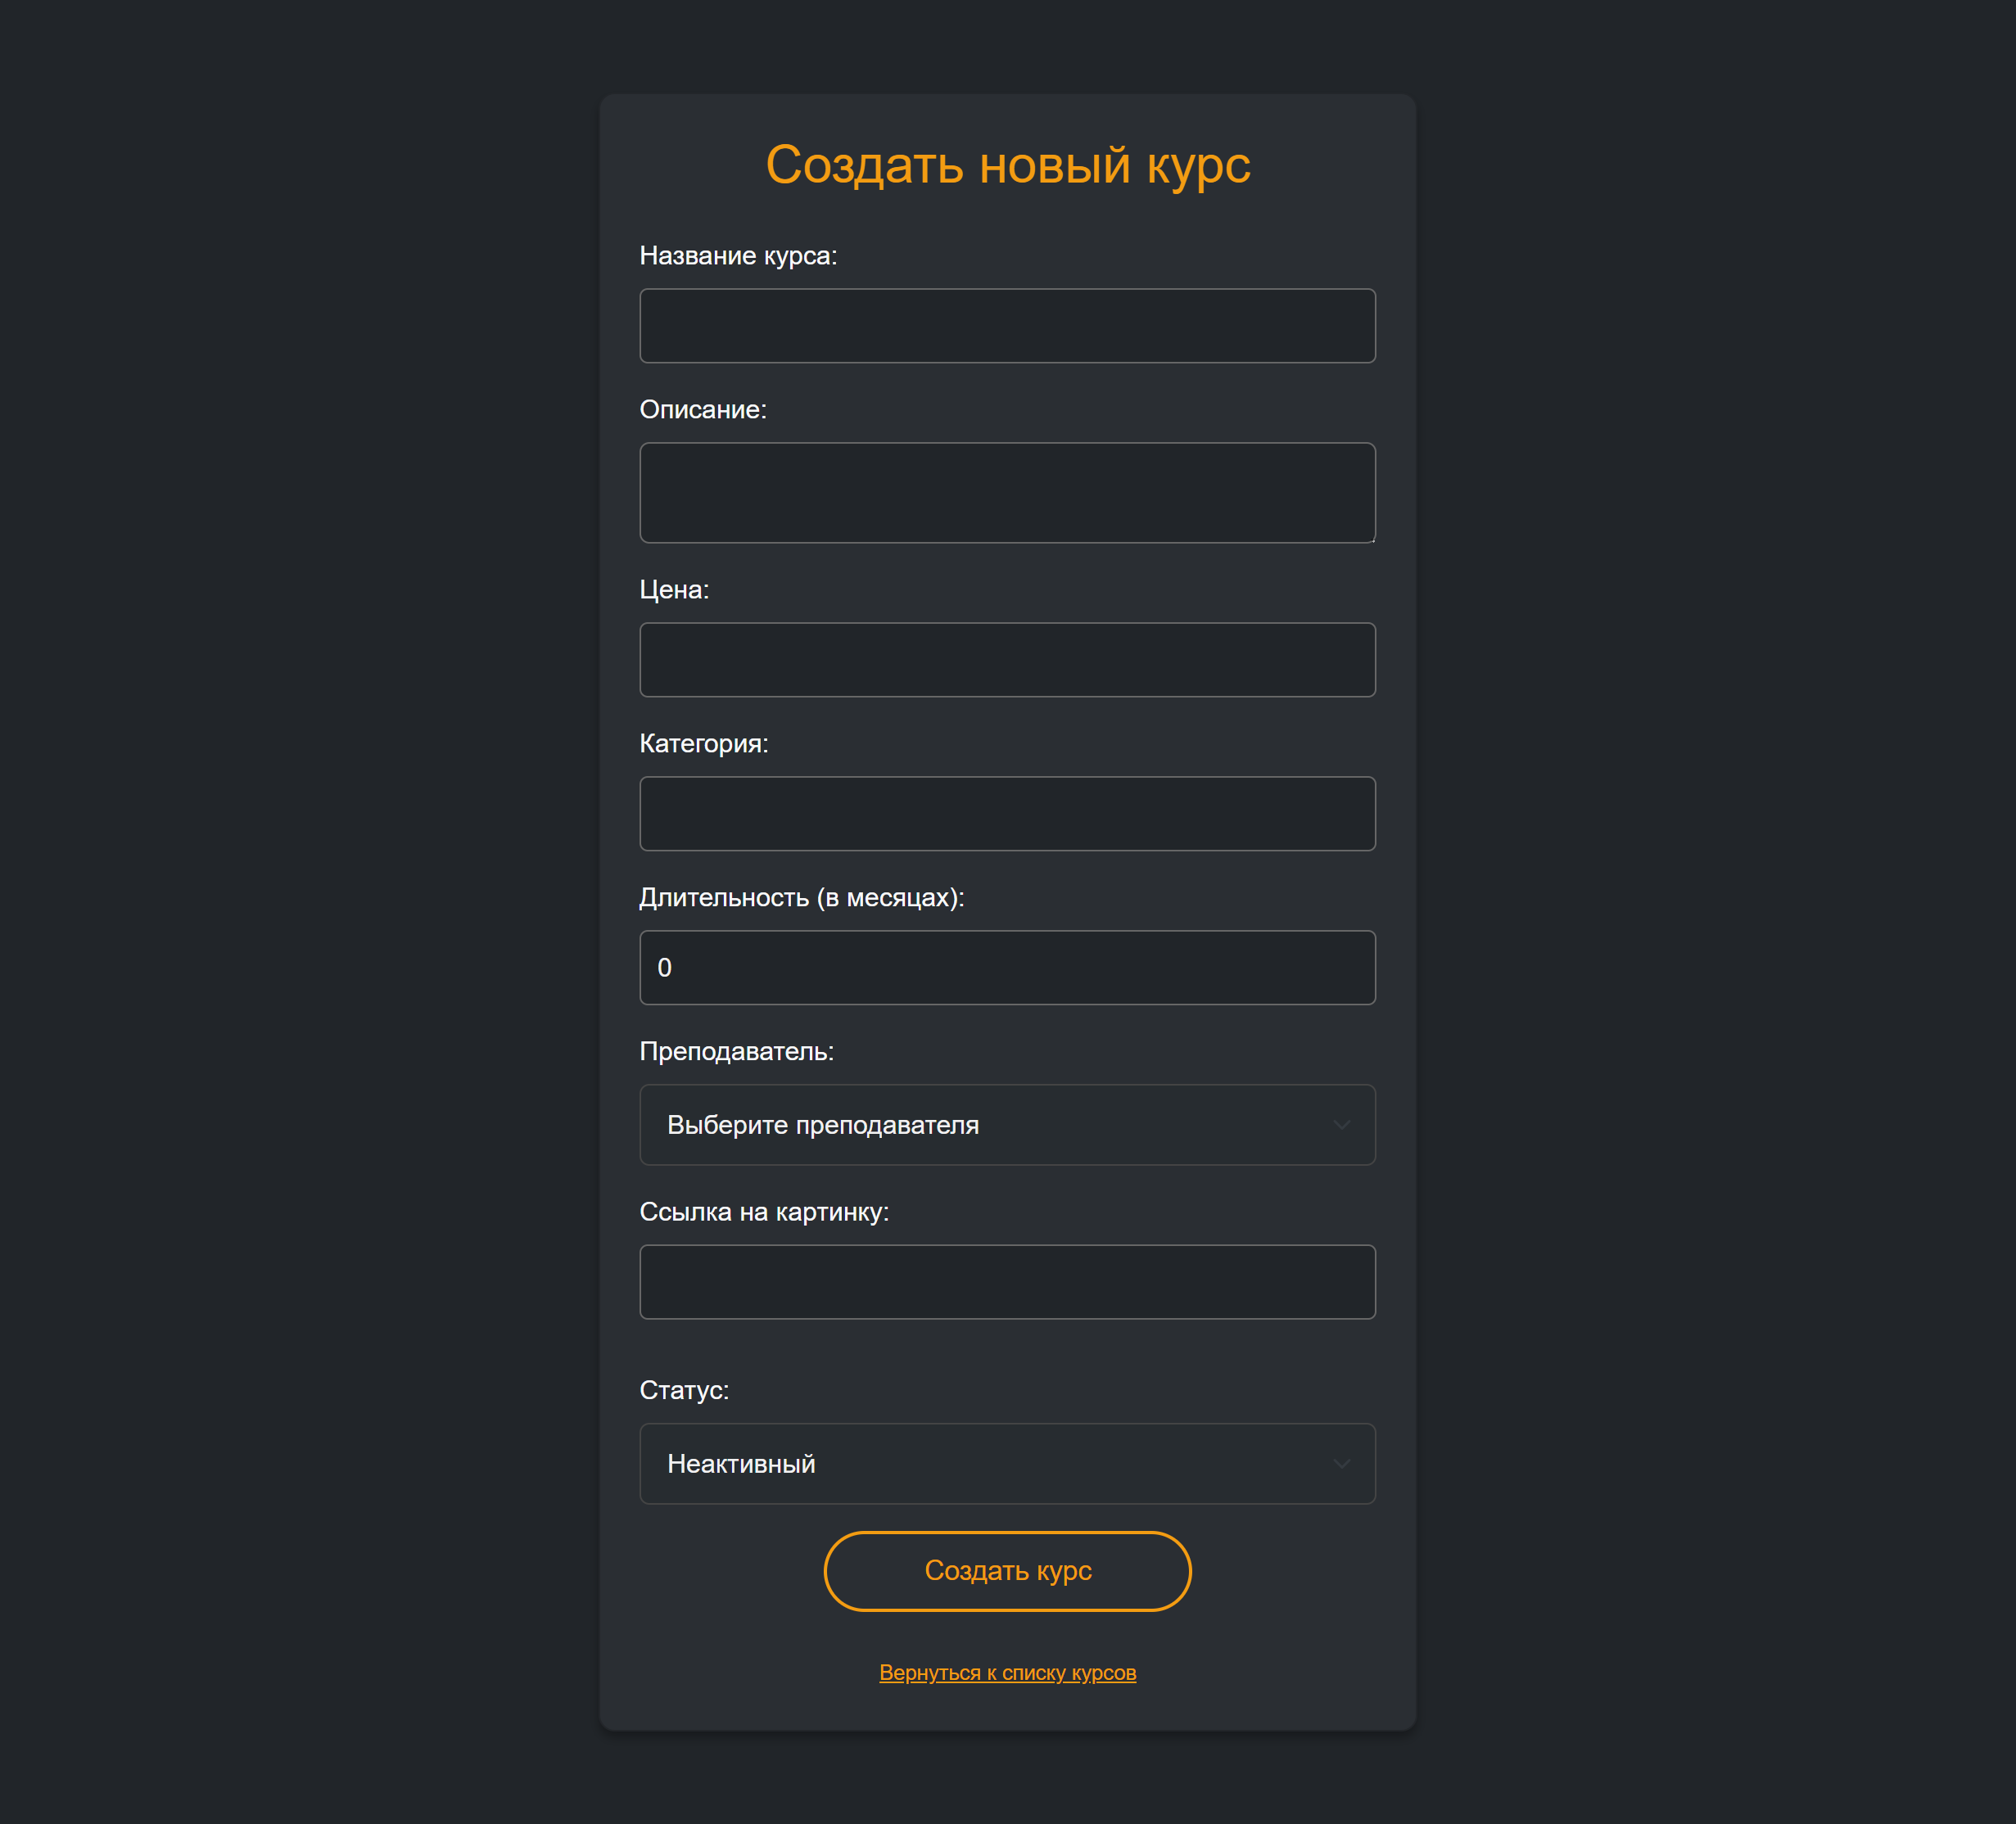 Создать новый курс
Название курса:
Описание:
Цена:
Категория:
Длительность (в месяцах):
0
Преподаватель:
Выберите преподавателя
Ссылка на картинку:
Статус:
Неактивный
Создать курс
Вернуться к списку курсов